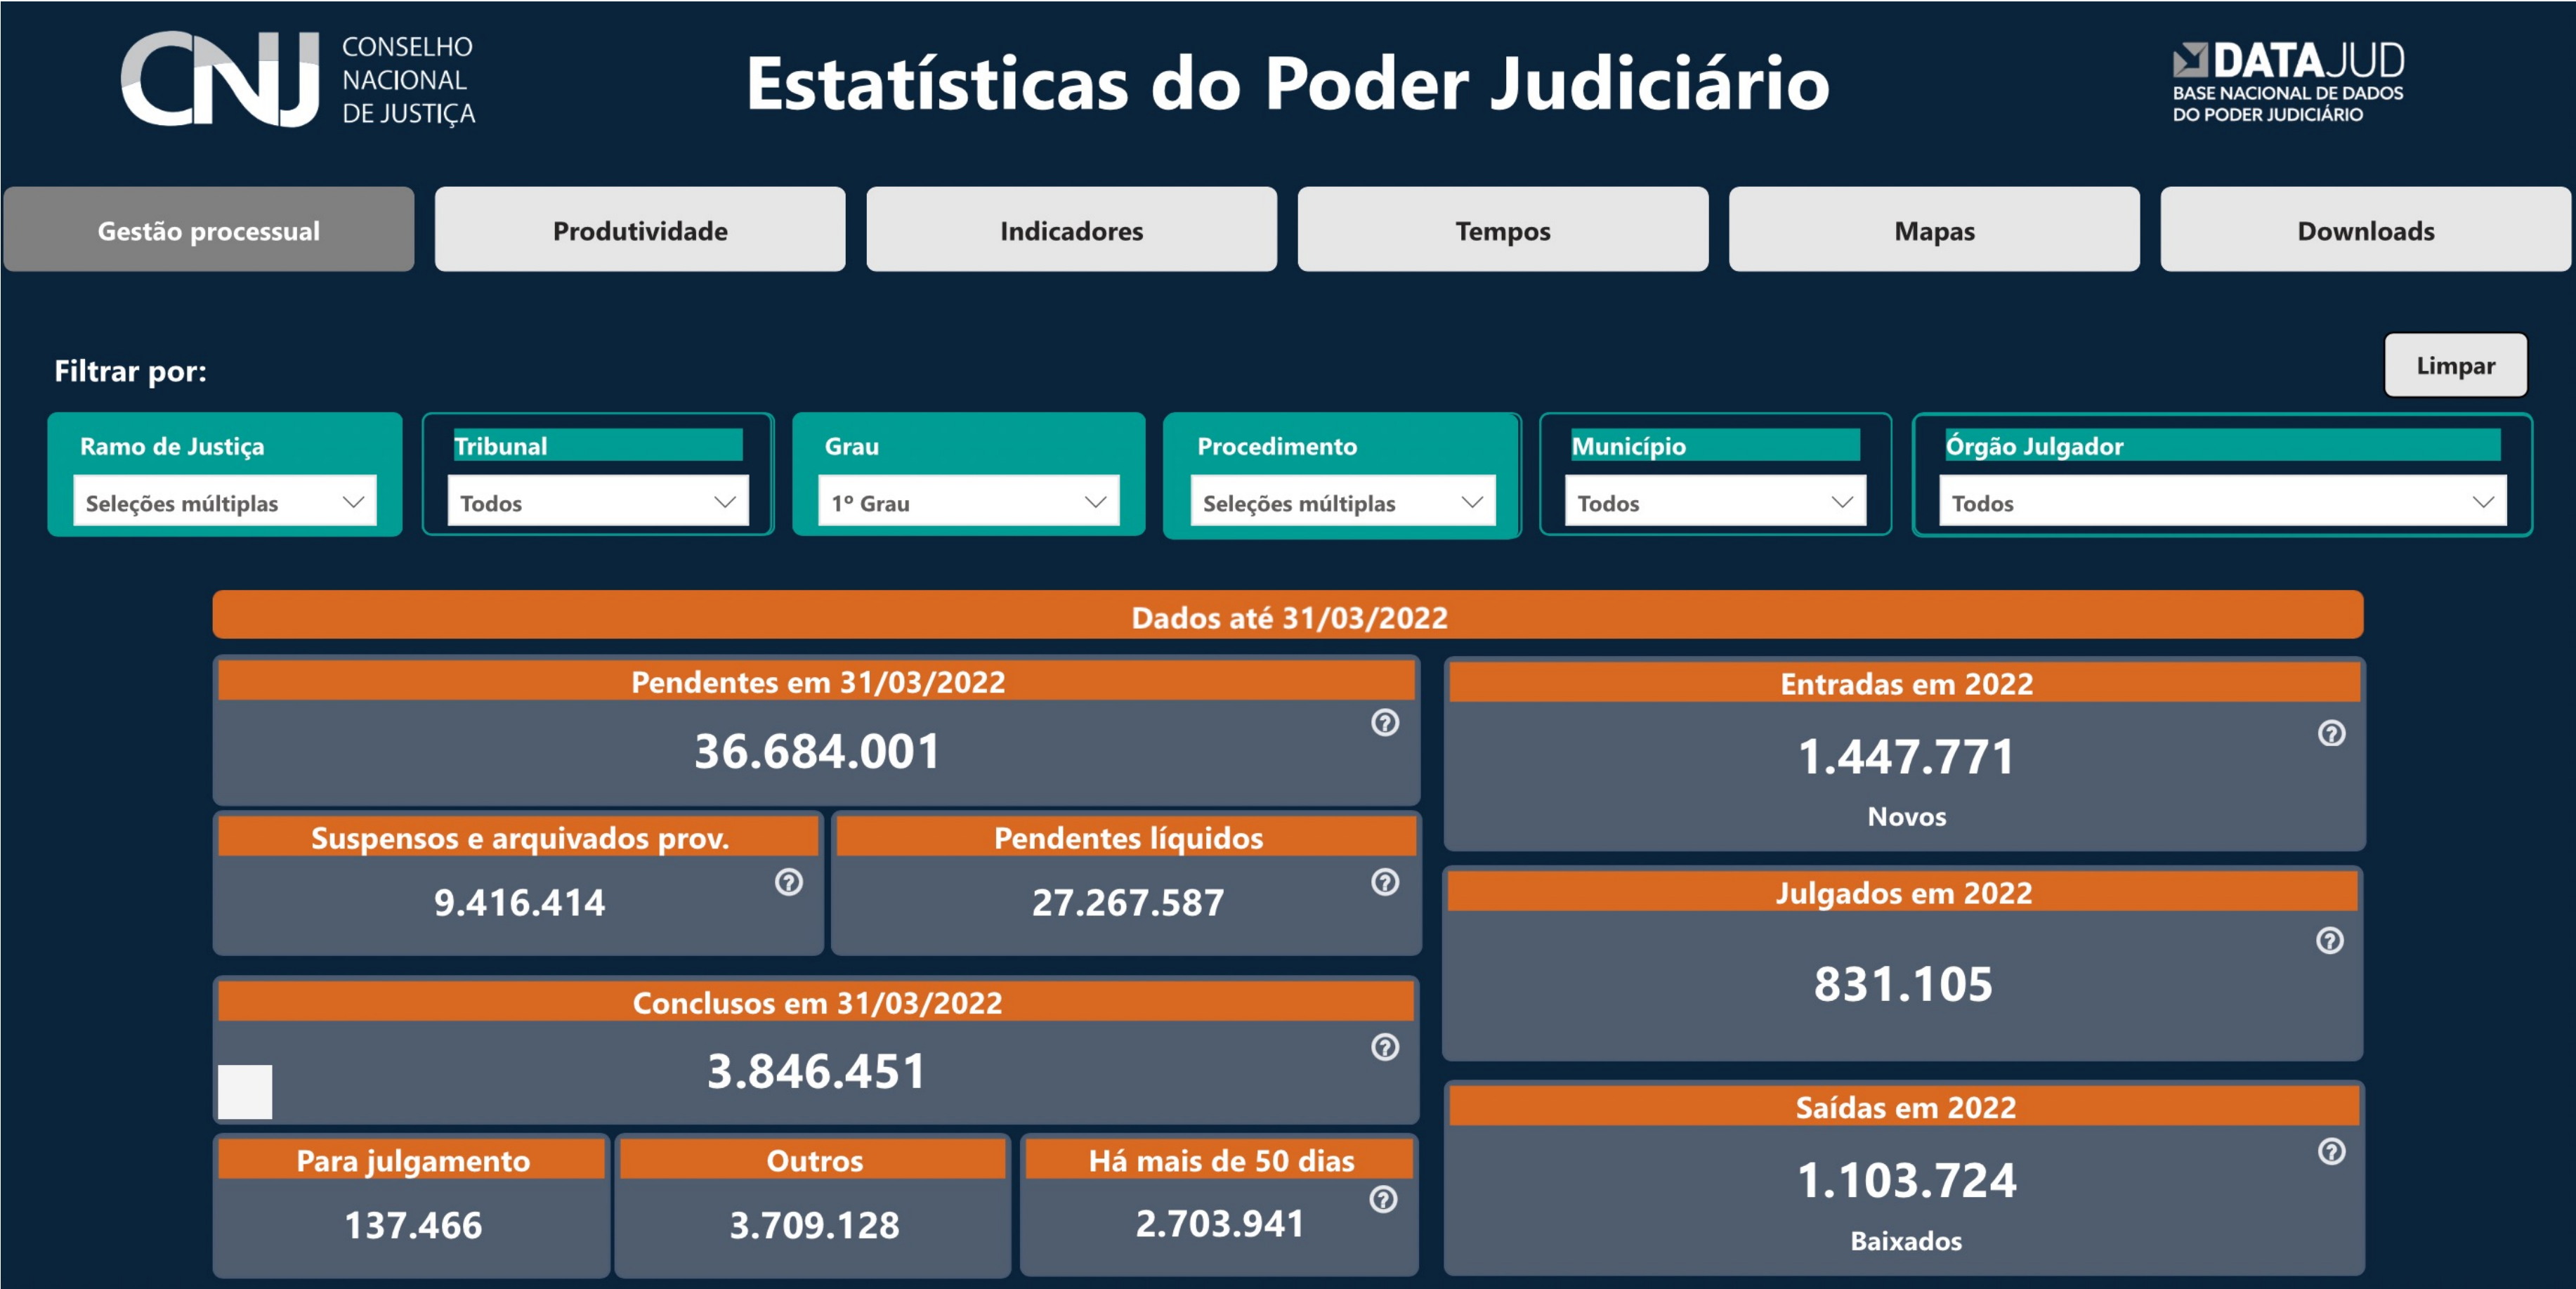 CNJ
CONSELHO
NACIONAL
DE JUSTIÇA
Estatísticas do Poder Judiciário
DATAJUD
BASE NACIONAL DE DADOS
DO PODER JUDICIÁRIO
Gestão processual
Produtividade
Indicadores
Tempos
Mapas
Downloads
Filtrar por:
Limpar
Ramo de Justiça
Seleções múltiplas
Tribunal
Todos
Grau
1º Grau
Procedimento
Seleções múltiplas
Município
Todos
Órgão Julgador
Todos
Dados até 31/03/2022
Pendentes em 31/03/2022
36.684.001
Suspensos e arquivados prov.
9.416.414
Pendentes líquidos
27.267.587
Conclusos em 31/03/2022
3.846.451
Para julgamento
137.466
Outros
3.709.128
Há mais de 50 dias
2.703.941
Entradas em 2022
1.447.771
Novos
Julgados em 2022
831.105
Saídas em 2022
1.103.724
Baixados